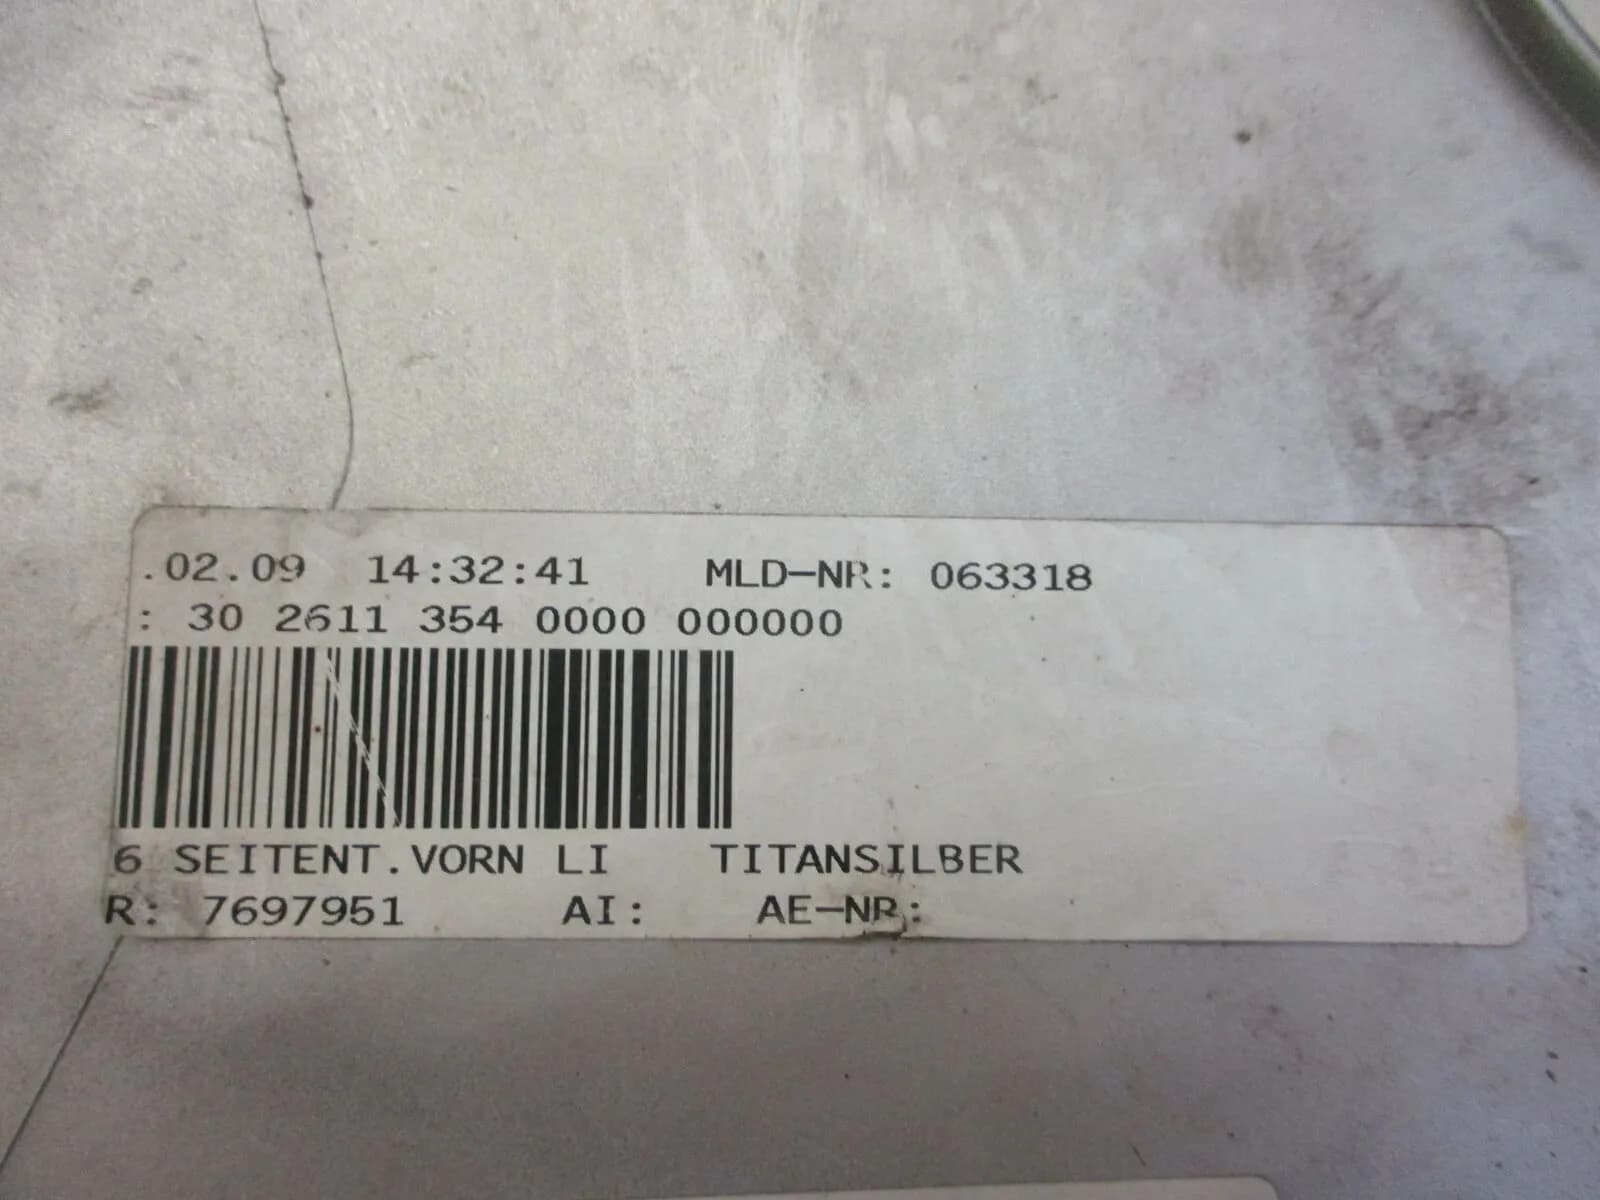 .02.09 14:32:41 MLD-NR: 063318
: 30 2611 354 0000 000000
6 SEITENT.VORN LI TITANSILBER
R: 7697951 AI: AE-NR: